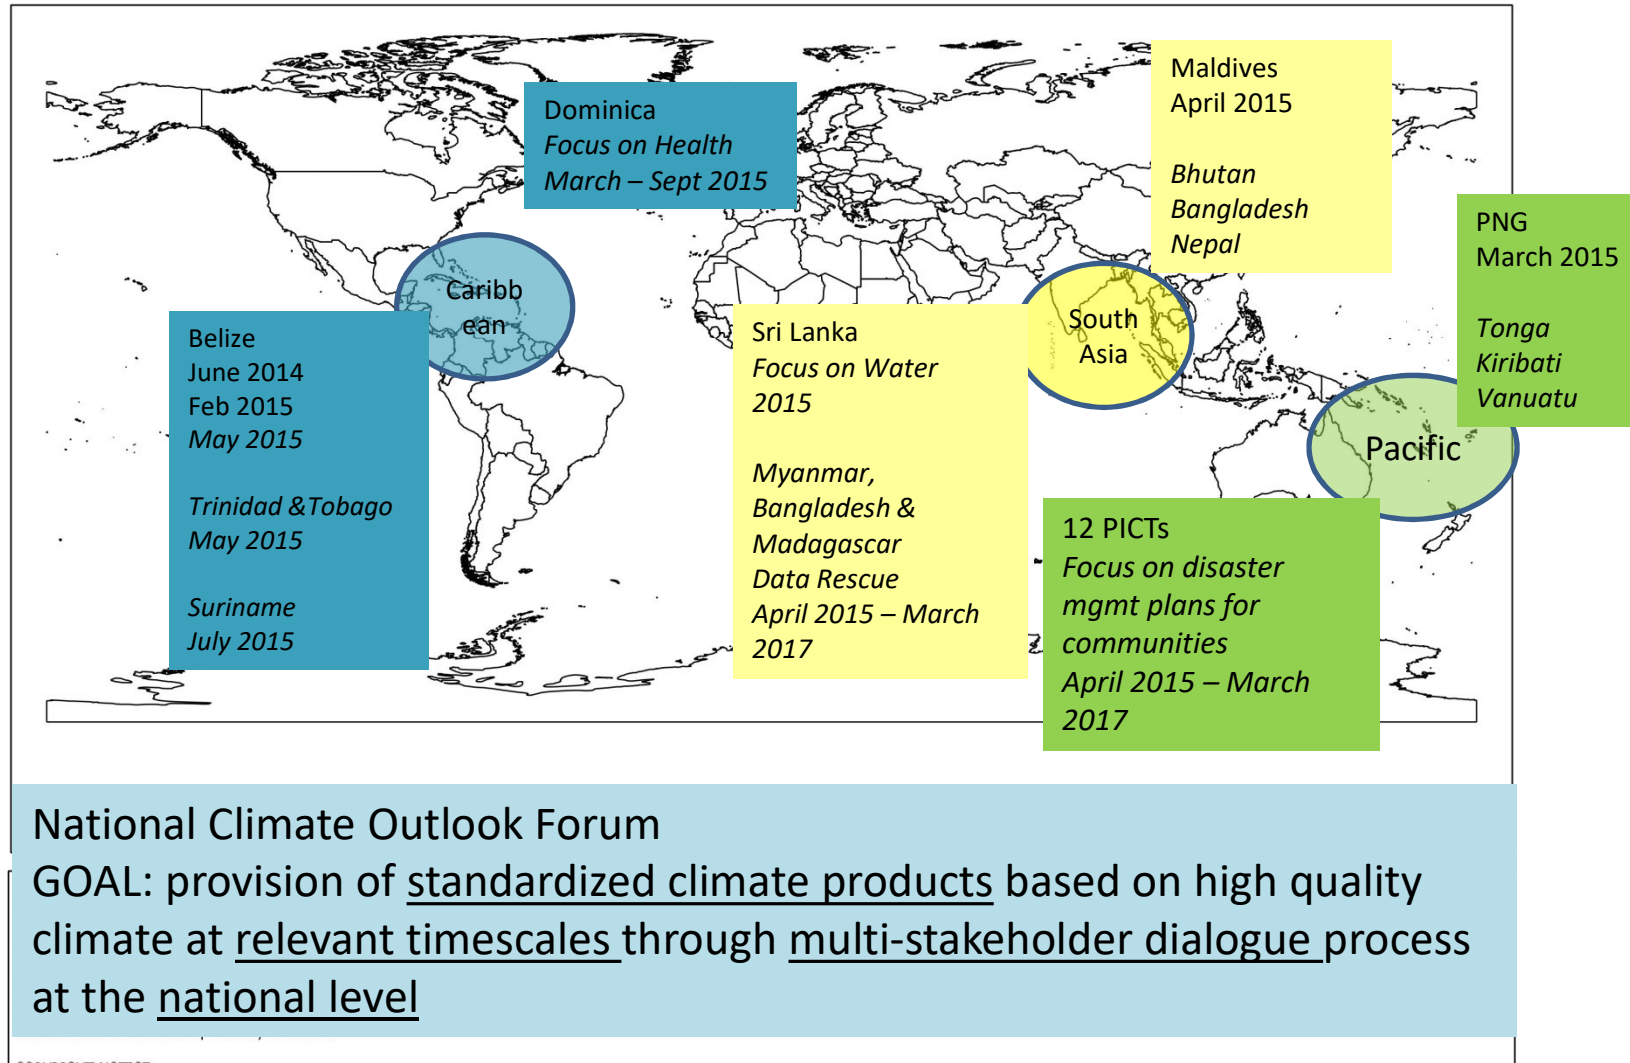 Dominica
Focus on Health
March – Sept 2015
Maldives
April 2015
Bhutan
Bangladesh
Nepal
PNG
March 2015
Tonga
Kiribati
Vanuatu
Caribb
ean
South
Asia
Pacific
Belize
June 2014
Feb 2015
May 2015
Trinidad &Tobago
May 2015
Suriname
July 2015
Sri Lanka
Focus on Water
2015
Myanmar,
Bangladesh &
Madagascar
Data Rescue
April 2015 – March
2017
12 PICTs
Focus on disaster
mgmt plans for
communities
April 2015 – March
2017
National Climate Outlook Forum
GOAL: provision of standardized climate products based on high quality
climate at relevant timescales through multi-stakeholder dialogue process
at the national level